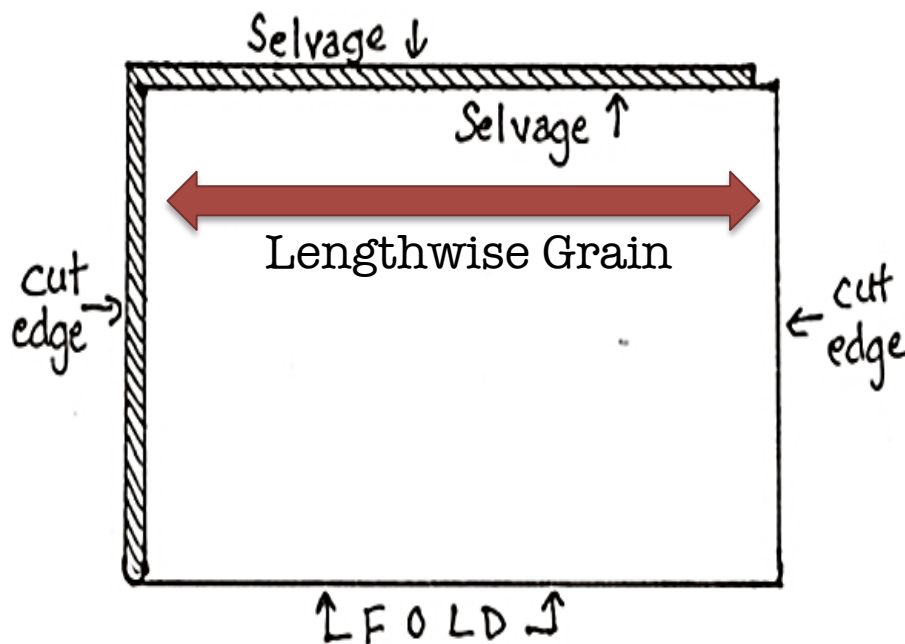 Selvage ↓
Selvage ↑
Lengthwise Grain
cut
edge →
← cut
edge
↑ FOLD ↑